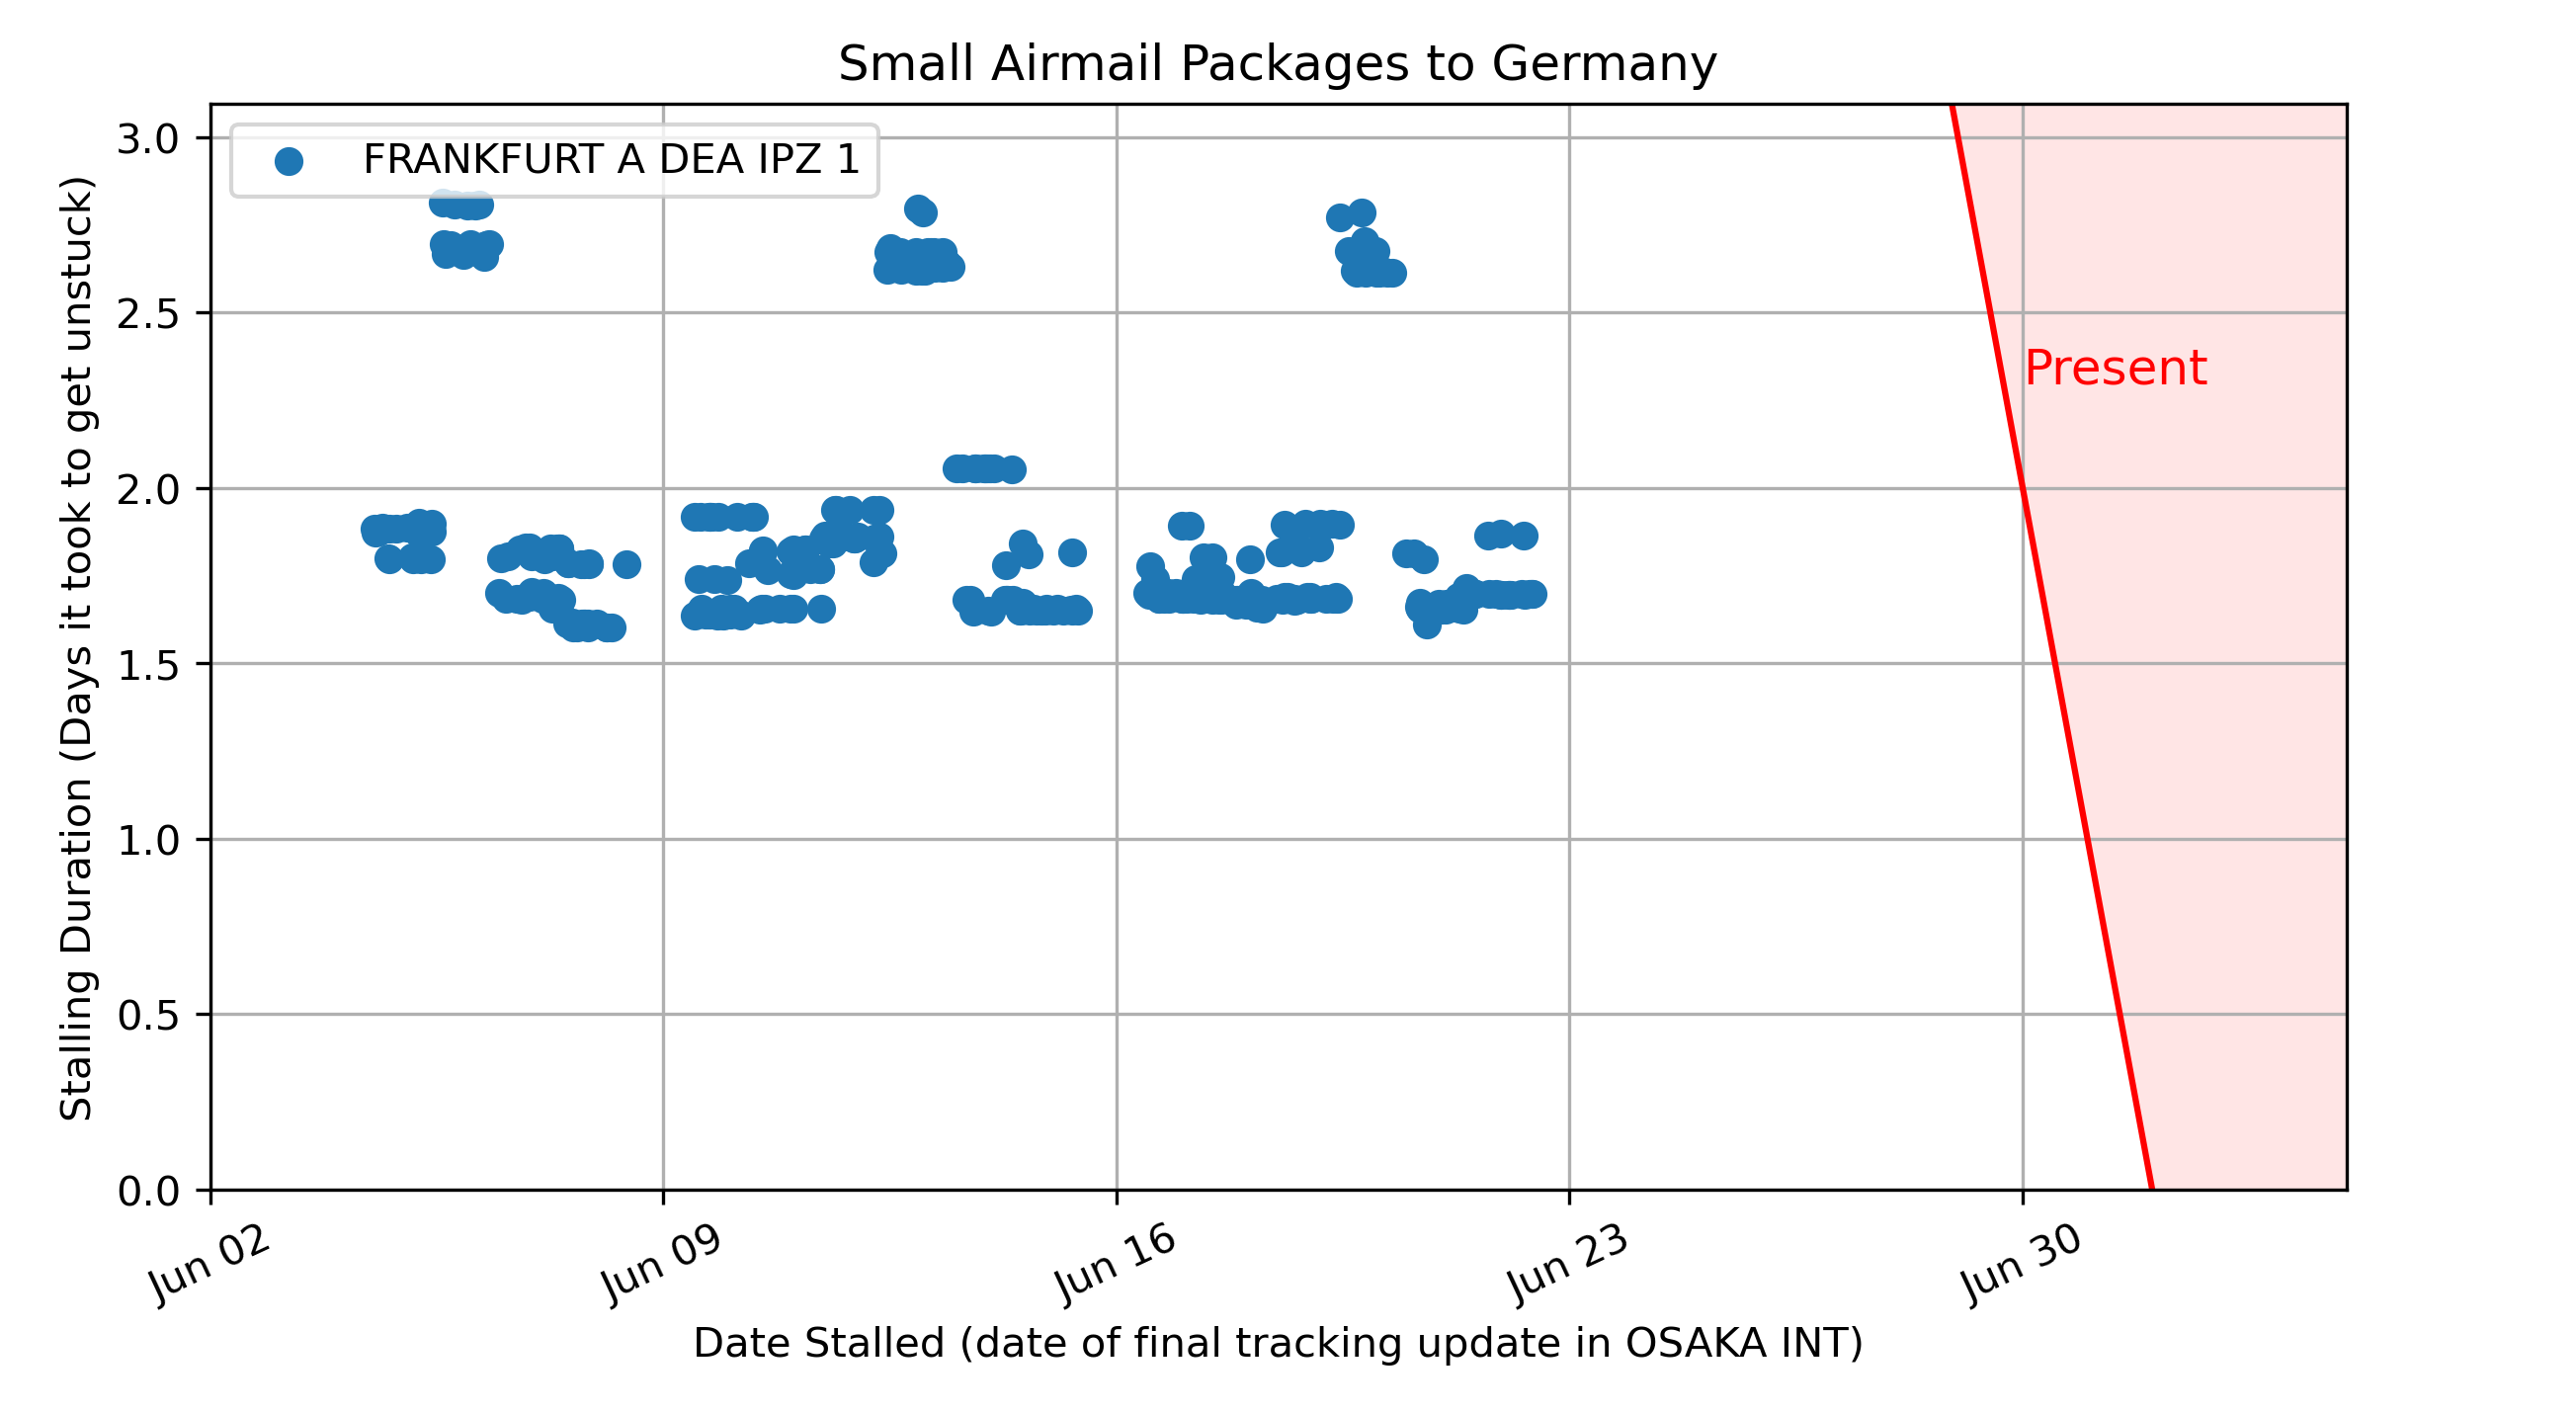 Small Airmail Packages to Germany
FRANKFURT A DEA IPZ 1
Present
Stalling Duration (Days it took to get unstuck)
3.0
2.5
2.0
1.5
1.0
0.5
0.0
Jun 02
Jun 09
Jun 16
Jun 23
Jun 30
Date Stalled (date of final tracking update in OSAKA INT)